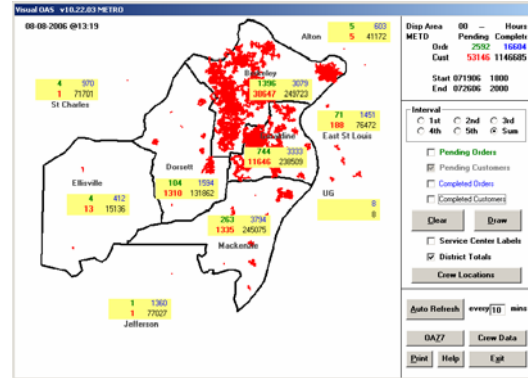 Visual OAS v10.22.03 METRO
08-08-2006 @13:19
Alton
5 603
5 41172
Berkeley
1396 3079
38647 249723
4 970
1 71701
St Charles
71 1451
188 76472
East St Louis
744 3333
11646 238509
Dorsett
104 1594
1310 131862
Ellisville
4 412
13 15136
UG
8
8
263 3794
1335 245075
Mackenzie
1 1360
1 77027
Jefferson
Disp Area 00 - Hours
METD Pending Complete
Ordr 2592 16604
Cust 53146 1146685
Start 071906 1800
End 072606 2000
Interval
1st 2nd 3rd
4th 5th Sum
Pending Orders
Pending Customers
Completed Orders
Completed Customers
Clear Draw
Service Center Labels
District Totals
Crew Locations
Auto Refresh every 10 mins
OAZ7 Crew Data
Print Help Exit